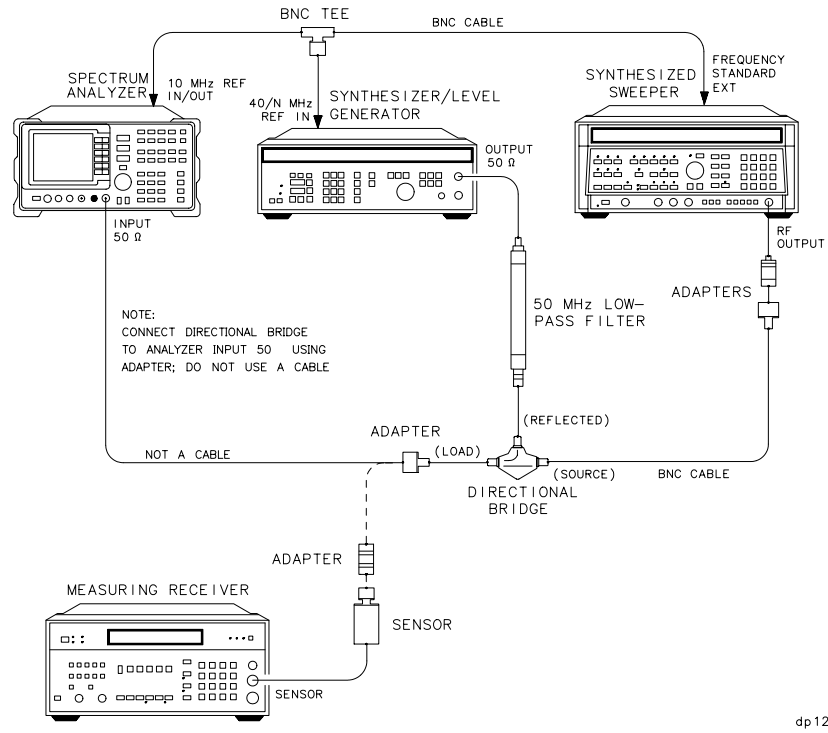 BNC TEE
BNC CABLE
SPECTRUM
ANALYZER
10 MHz REF
IN/OUT
40/N MHz
REF IN
SYNTHESIZER/LEVEL
GENERATOR
SYNTHESIZED
SWEEPER
FREQUENCY
STANDARD
EXT
OUTPUT
50 Ω
INPUT
50 Ω
RF
OUTPUT
ADAPTERS
50 MHz LOW-
PASS FILTER
NOTE:
CONNECT DIRECTIONAL BRIDGE
TO ANALYZER INPUT 50 USING
ADAPTER; DO NOT USE A CABLE
(REFLECTED)
ADAPTER
(LOAD)
NOT A CABLE
(SOURCE)
BNC CABLE
DIRECTIONAL
BRIDGE
ADAPTER
MEASURING RECEIVER
SENSOR
SENSOR
dp12